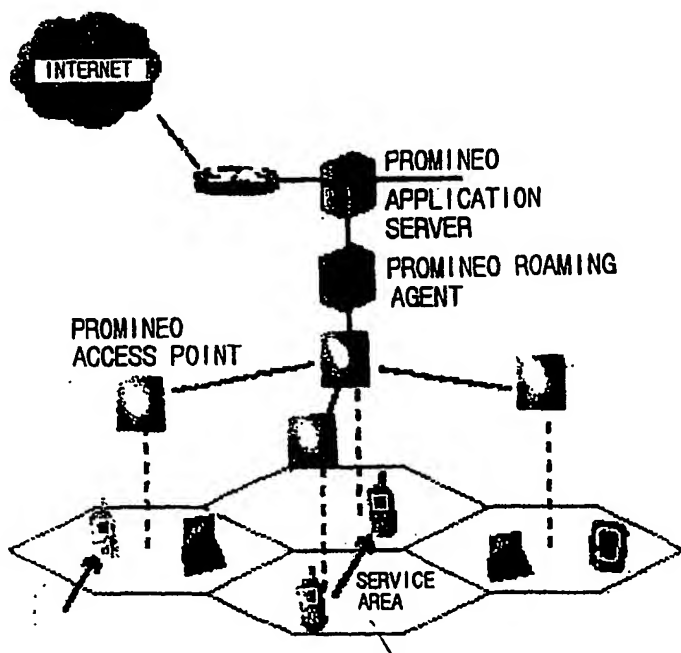 INTERNET
PROMINEO
APPLICATION
SERVER
PROMINEO ROAMING
AGENT
PROMINEO
ACCESS POINT
SERVICE
AREA